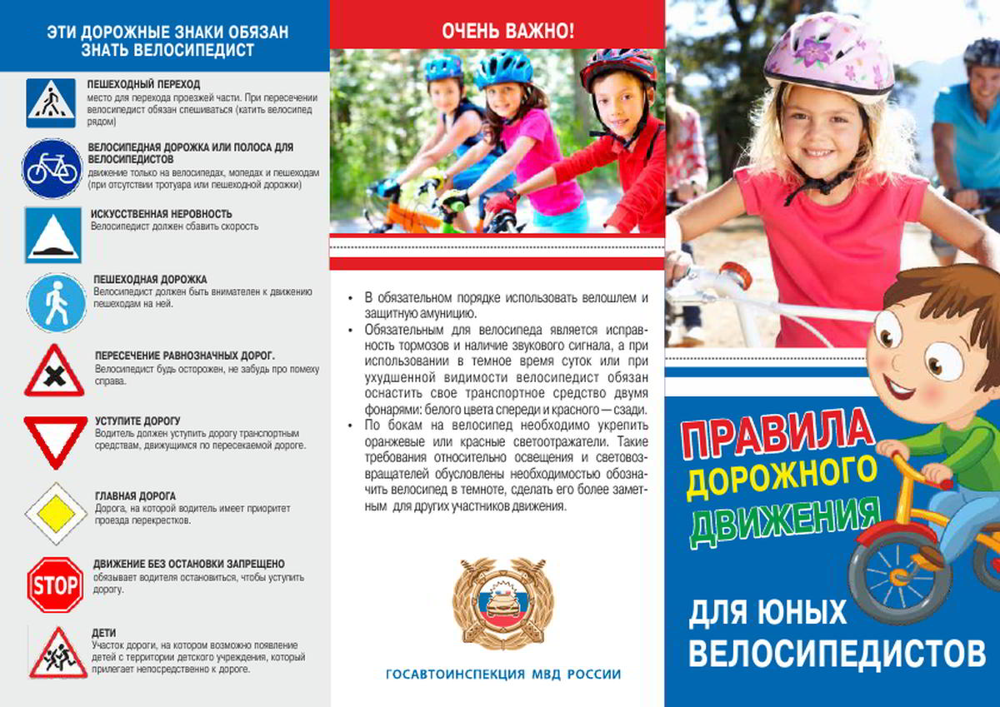 ЭТИ ДОРОЖНЫЕ ЗНАКИ ОБЯЗАН
ЗНАТЬ ВЕЛОСИПЕДИСТ
ПЕШЕХОДНЫЙ ПЕРЕХОД
место для перехода проезжей части. При пересечении
велосипедист обязан спешиваться (катить велосипед
рядом)
ВЕЛОСИПЕДНАЯ ДОРОЖКА ИЛИ ПОЛОСА ДЛЯ
ВЕЛОСИПЕДИСТОВ
движение только на велосипедах, мопедах и пешеходам
(при отсутствии тротуара или пешеходной дорожки)
ИСКУССТВЕННАЯ НЕРОВНОСТЬ
Велосипедист должен сбавить скорость
ПЕШЕХОДНАЯ ДОРОЖКА
Велосипедист должен быть внимателен к движению
пешеходам на ней.
ПЕРЕСЕЧЕНИЕ РАВНОЗНАЧНЫХ ДОРОГ.
Велосипедист будь осторожен, не забудь про помеху
справа.
УСТУПИТЕ ДОРОГУ
Водитель должен уступить дорогу транспортным
средствам, движущимся по пересекаемой дороге.
ГЛАВНАЯ ДОРОГА
Дорога, на которой водитель имеет приоритет
проезда перекрестков.
STOP
ДВИЖЕНИЕ БЕЗ ОСТАНОВКИ ЗАПРЕЩЕНО
обязывает водителя остановиться, чтобы уступить
дорогу.
ДЕТИ
Участок дороги, на котором возможно появление
детей с территории детского учреждения, который
прилегает непосредственно к дороге.
ОЧЕНЬ ВАЖНО!
• В обязательном порядке использовать велошлем и
защитную амуницию.
• Обязательным для велосипеда является исправ-
ность тормозов и наличие звукового сигнала, а при
использовании в темное время суток или при
ухудшенной видимости велосипедист обязан
оснастить свое транспортное средство двумя
фонарями: белого цвета спереди и красного — сзади.
• По бокам на велосипед необходимо укрепить
оранжевые или красные светоотражатели. Такие
требования относительно освещения и световоз-
вращателей обусловлены необходимостью обозна-
чить велосипед в темноте, сделать его более замет-
ным для других участников движения.
ГОСАВТОИНСПЕКЦИЯ МВД РОССИИ
ПРАВИЛА
ДОРОЖНОГО
ДВИЖЕНИЯ
ДЛЯ ЮНЫХ
ВЕЛОСИПЕДИСТОВ